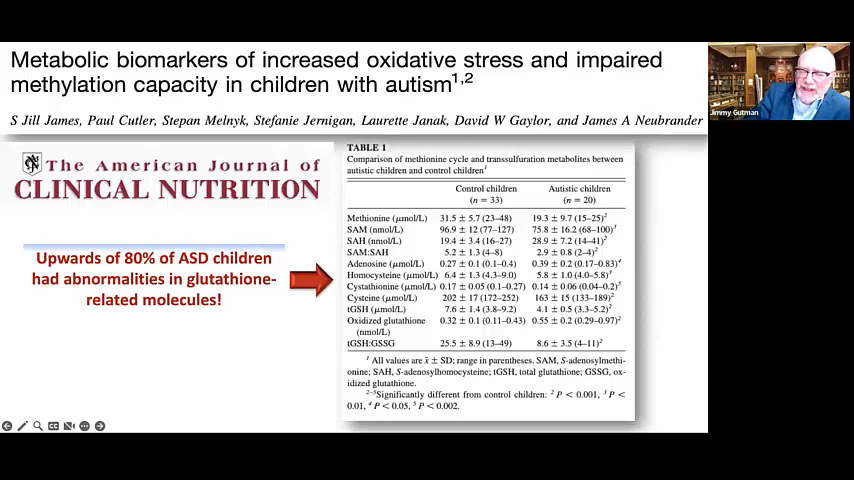 Metabolic biomarkers of increased oxidative stress and impaired
methylation capacity in children with autism1,2
S Jill James, Paul Cutler, Stepan Melnyk, Stefanie Jernigan, Laurette Janak, David W Gaylor, and James A Neubrander
Jimmy Gutman
The American Journal of
CLINICAL NUTRITION
Upwards of 80% of ASD children
had abnormalities in glutathione-
related molecules!
TABLE 1
Comparison of methionine cycle and transsulfuration metabolites between
autistic children and control children1
Control children Autistic children
(n = 33) (n = 20)
Methionine (μmol/L) 31.5 ± 5.7 (23–48) 19.3 ± 9.7 (15–25)2
SAM (nmol/L) 96.9 ± 12 (77–127) 75.8 ± 16.2 (68–100)3
SAH (nmol/L) 19.4 ± 3.4 (16–27) 28.9 ± 7.2 (14–41)2
SAM:SAH 5.2 ± 1.3 (4–8) 2.9 ± 0.8 (2–4)2
Adenosine (μmol/L) 0.27 ± 0.1 (0.1–0.4) 0.39 ± 0.2 (0.17–0.83)4
Homocysteine (μmol/L) 6.4 ± 1.3 (4.3–9.0) 5.8 ± 1.0 (4.0–5.8)3
Cystathionine (μmol/L) 0.17 ± 0.05 (0.1–0.27) 0.14 ± 0.06 (0.04–0.2)5
Cysteine (μmol/L) 202 ± 17 (172–252) 163 ± 15 (133–189)2
tGSH (μmol/L) 7.6 ± 1.4 (3.8–9.2) 4.1 ± 0.5 (3.3–5.2)2
Oxidized glutathione 0.32 ± 0.1 (0.11–0.43) 0.55 ± 0.2 (0.29–0.97)2
(nmol/L)
tGSH:GSSG 25.5 ± 8.9 (13–49) 8.6 ± 3.5 (4–11)2
1 All values are x̄ ± SD; range in parentheses. SAM, S-adenosylmethi-
onine; SAH, S-adenosylhomocysteine; tGSH, total glutathione; GSSG, ox-
idized glutathione.
2–5 Significantly different from control children: 2 P < 0.001, 3 P <
0.01, 4 P < 0.05, 5 P < 0.002.